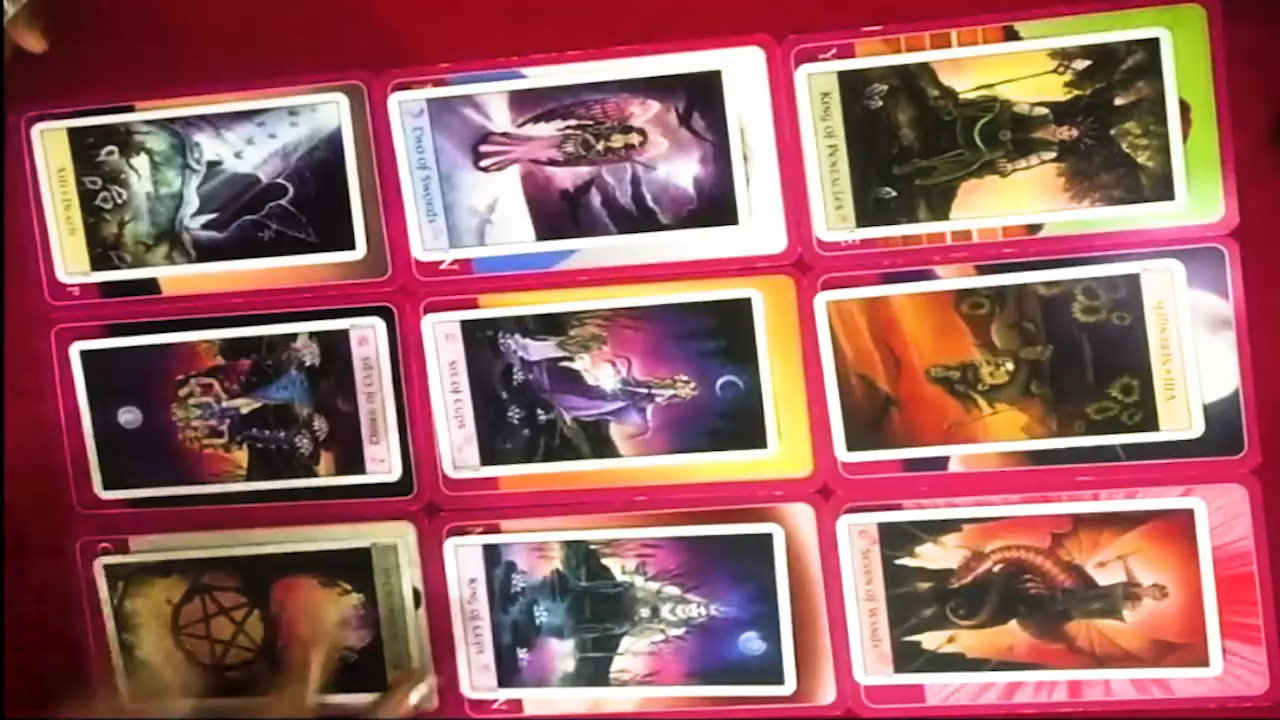 XIII • DEATH
TWO OF SWORDS
KING OF PENTACLES
QUEEN OF CUPS
SIX OF CUPS
VIII • STRENGTH
KING OF CUPS
SEVEN OF WANDS